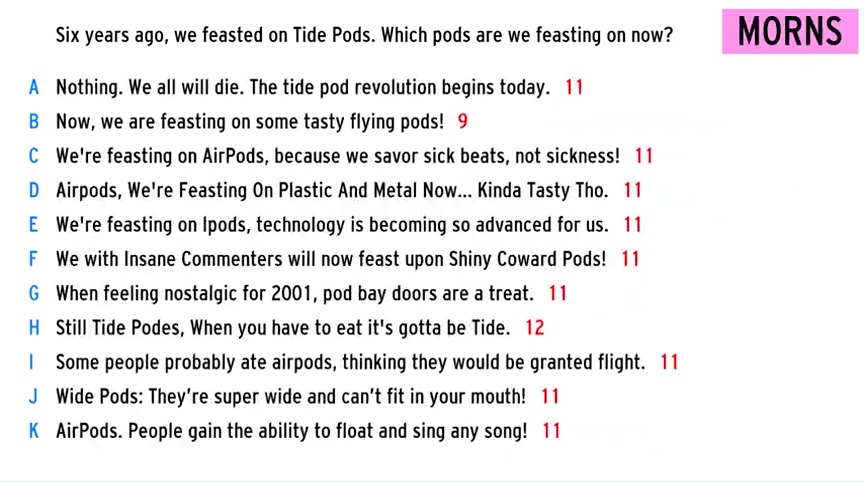 Six years ago, we feasted on Tide Pods. Which pods are we feasting on now?
MORNS
A Nothing. We all will die. The tide pod revolution begins today. 11
B Now, we are feasting on some tasty flying pods! 9
C We're feasting on AirPods, because we savor sick beats, not sickness! 11
D Airpods, We're Feasting On Plastic And Metal Now... Kinda Tasty Tho. 11
E We're feasting on Ipods, technology is becoming so advanced for us. 11
F We with Insane Commenters will now feast upon Shiny Coward Pods! 11
G When feeling nostalgic for 2001, pod bay doors are a treat. 11
H Still Tide Podes, When you have to eat it's gotta be Tide. 12
I Some people probably ate airpods, thinking they would be granted flight. 11
J Wide Pods: They’re super wide and can’t fit in your mouth! 11
K AirPods. People gain the ability to float and sing any song! 11